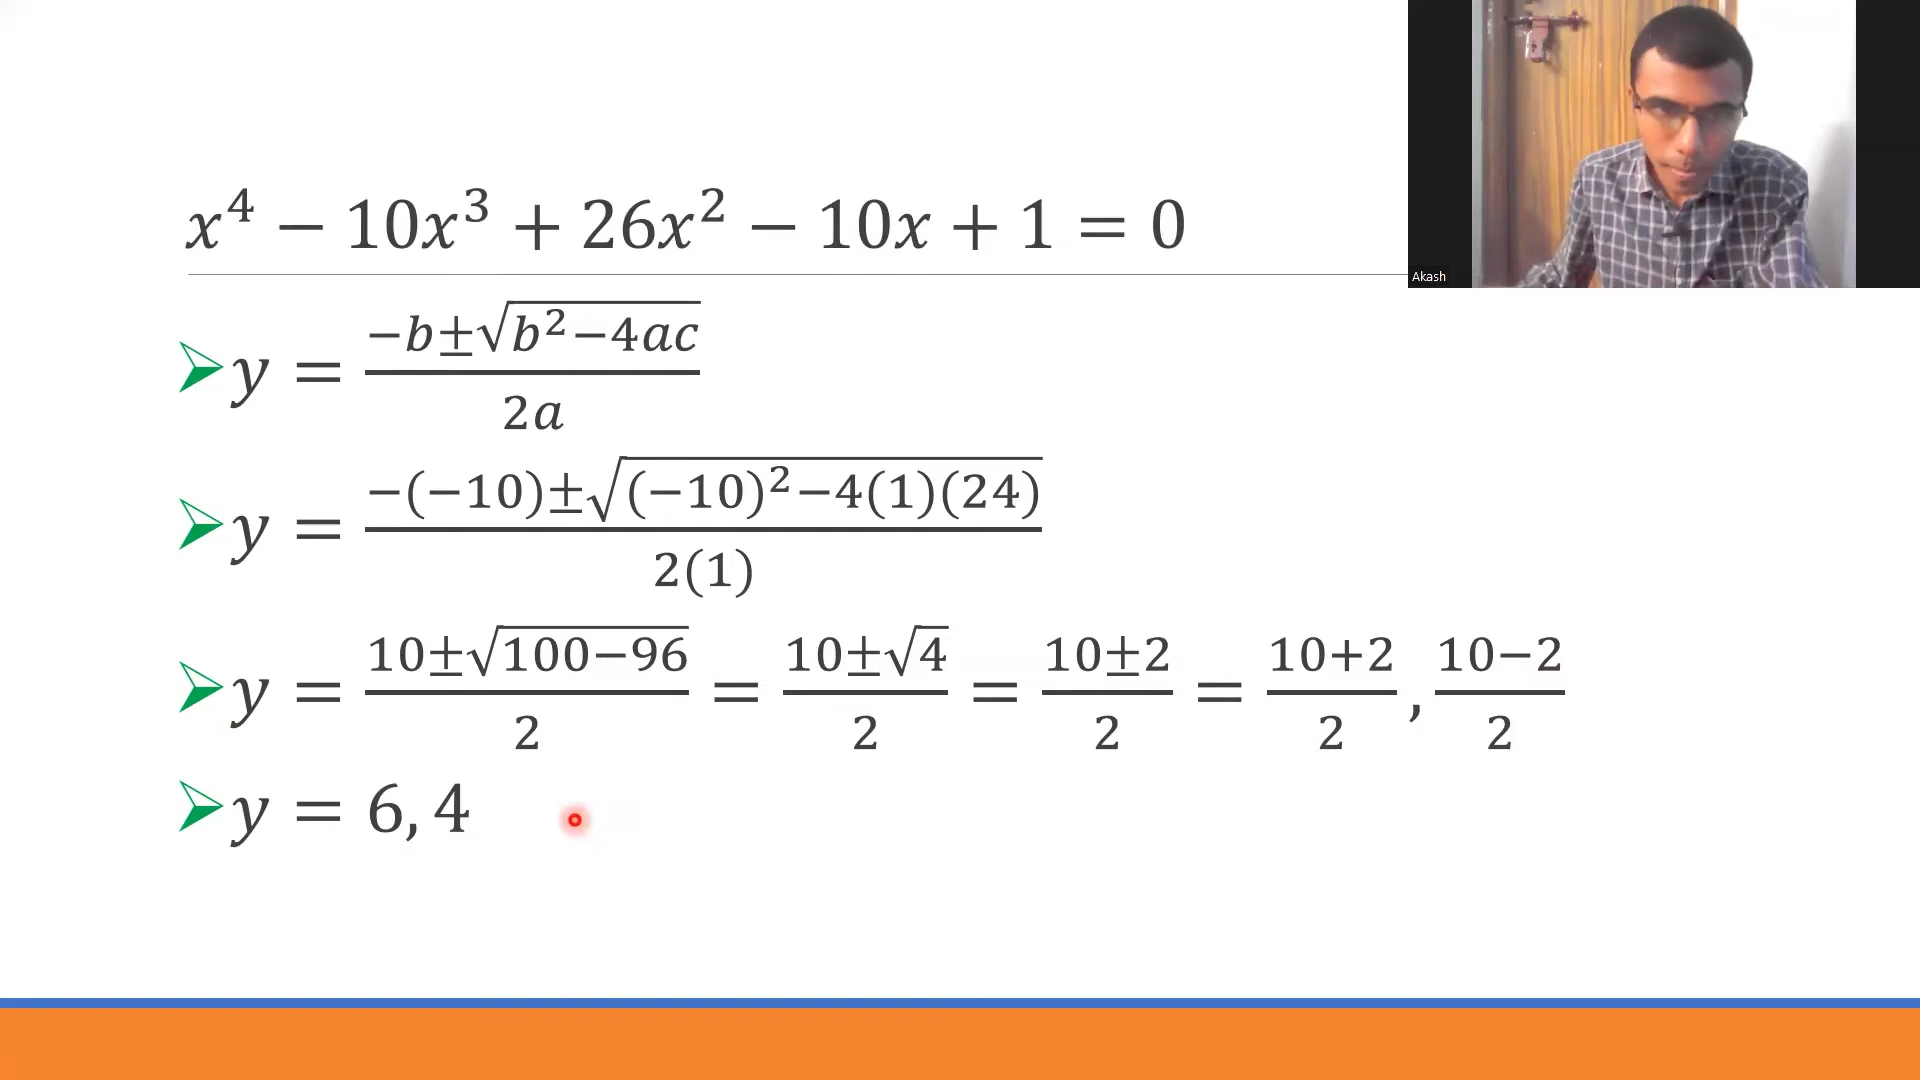 x⁴ − 10x³ + 26x² − 10x + 1 = 0
Akash
➢y = (−b±√(b²−4ac))/(2a)
➢y = (−(−10)±√((−10)²−4(1)(24)))/(2(1))
➢y = (10±√(100−96))/2 = (10±√4)/2 = (10±2)/2 = (10+2)/2 , (10−2)/2
➢y = 6, 4